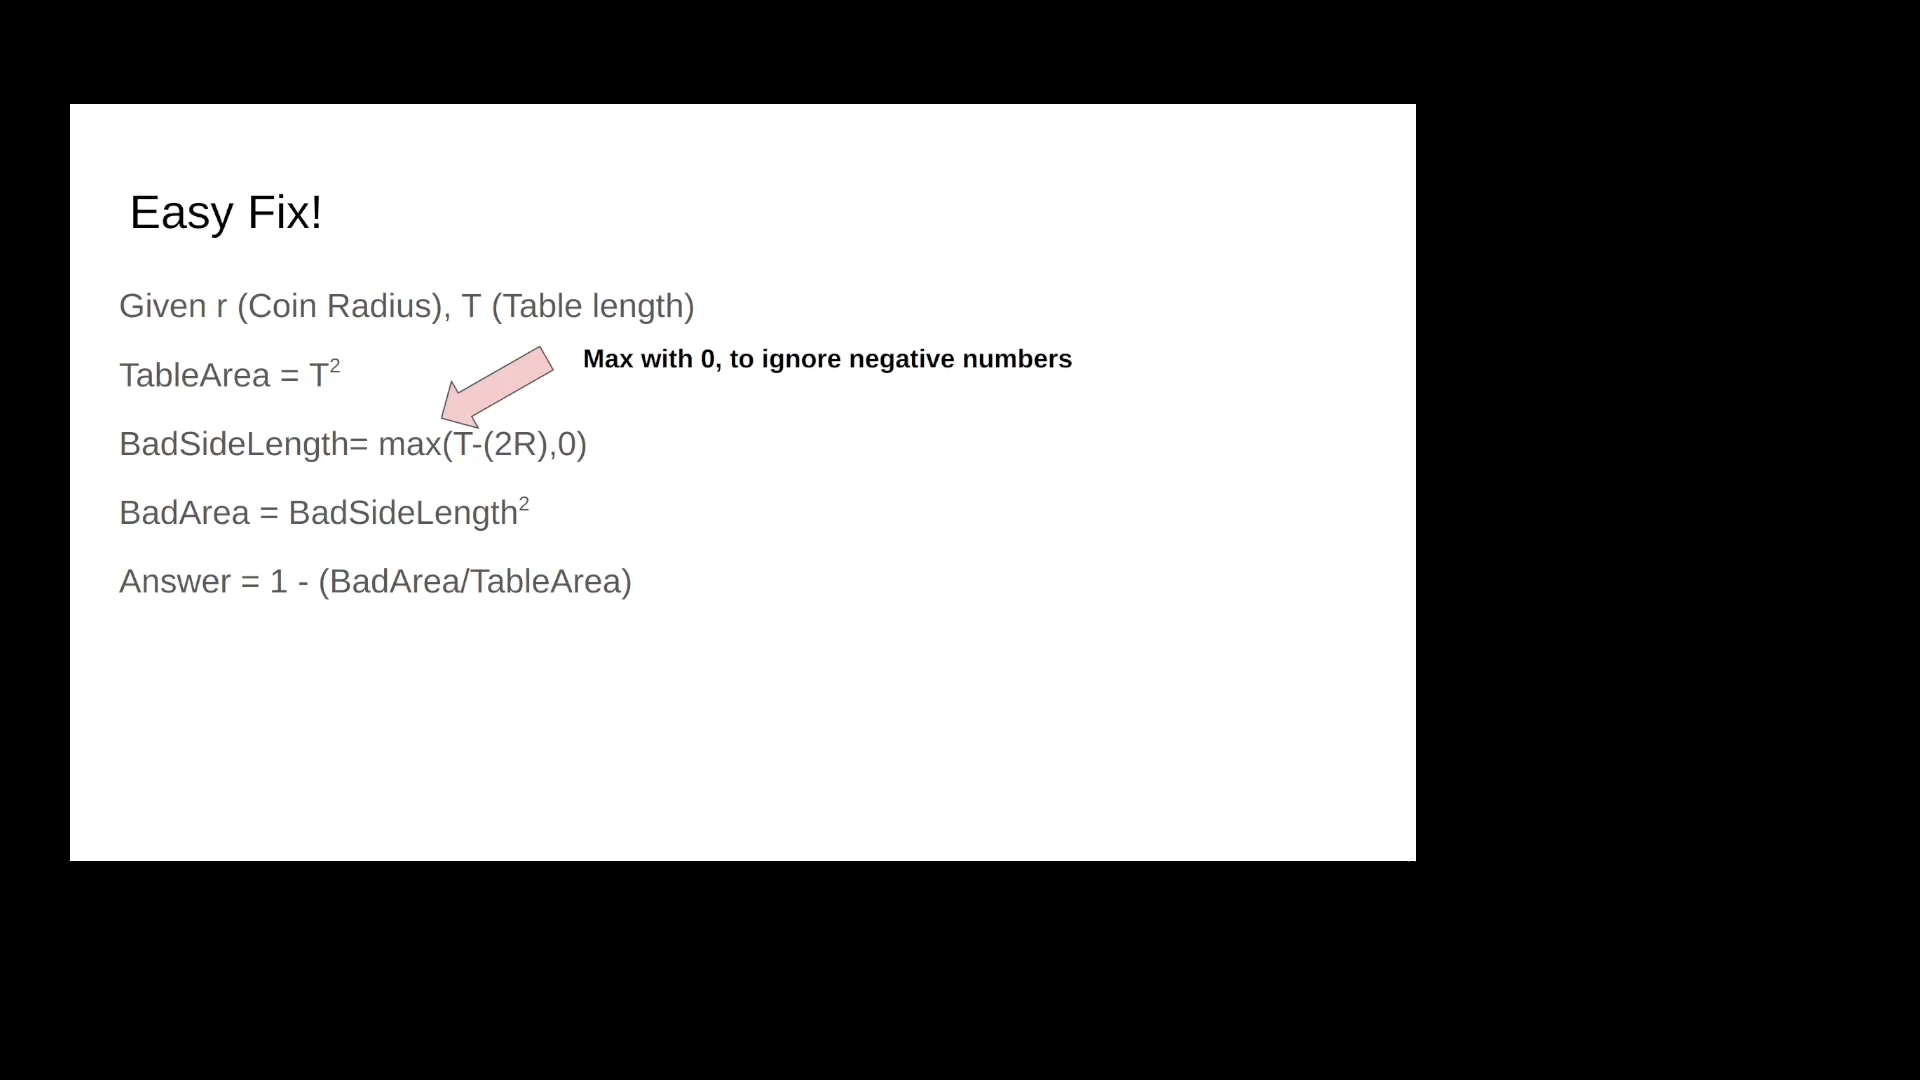 Easy Fix!
Given r (Coin Radius), T (Table length)
TableArea = T²
Max with 0, to ignore negative numbers
BadSideLength= max(T-(2R),0)
BadArea = BadSideLength²
Answer = 1 - (BadArea/TableArea)